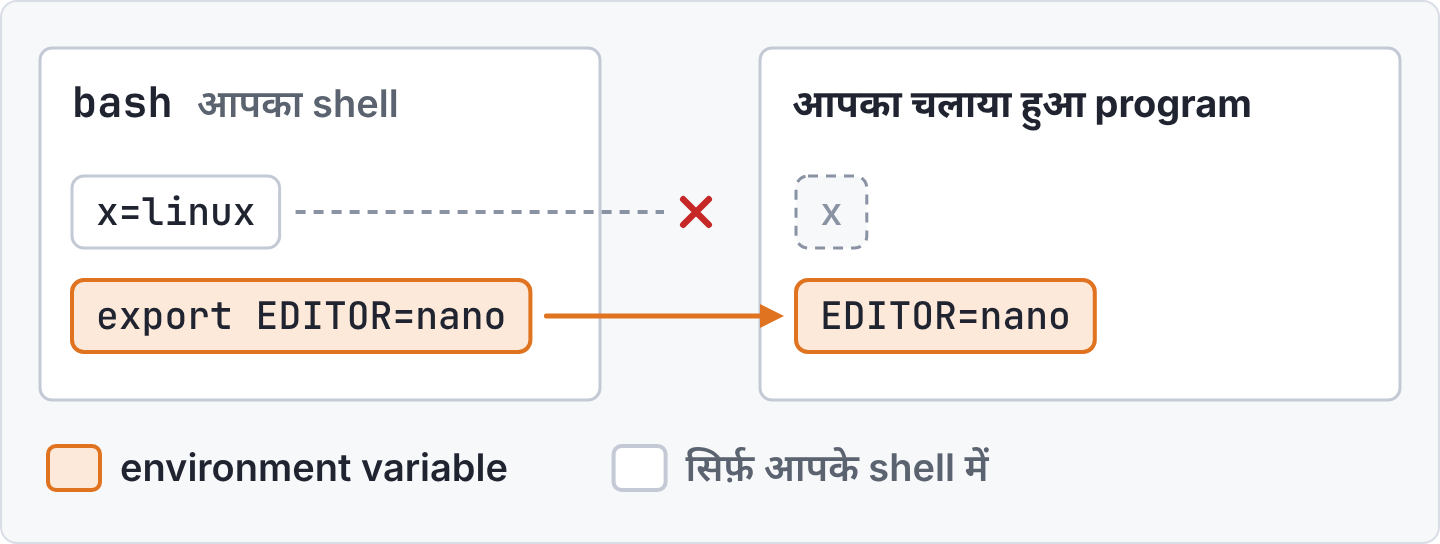 bash आपका shell
x=linux
export EDITOR=nano
आपका चलाया हुआ program
x
EDITOR=nano
environment variable
सिर्फ़ आपके shell में